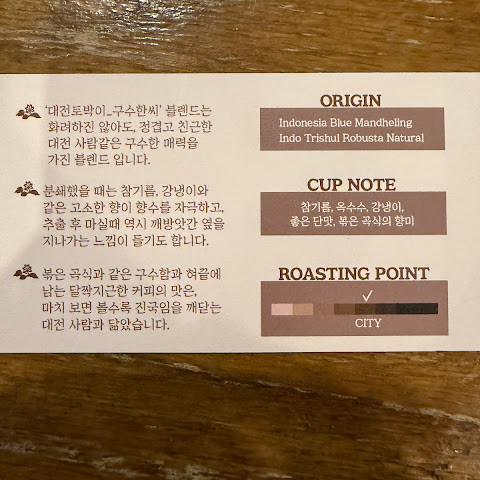 '대전토박이_구수한씨' 블렌드는
화려하진 않아도, 정겹고 친근한
대전 사람같은 구수한 매력을
가진 블렌드 입니다.
분쇄했을 때는 참기름, 강냉이와
같은 고소한 향이 향수를 자극하고,
추출 후 마실때 역시 깨방앗간 옆을
지나가는 느낌이 들기도 합니다.
볶은 곡식과 같은 구수함과 혀끝에
남는 달짝지근한 커피의 맛은,
마치 보면 볼수록 진국임을 깨닫는
대전 사람과 닮았습니다.
ORIGIN
Indonesia Blue Mandheling
Indo Trishul Robusta Natural
CUP NOTE
참기름, 옥수수, 강냉이,
좋은 단맛, 볶은 곡식의 향미
ROASTING POINT
CITY